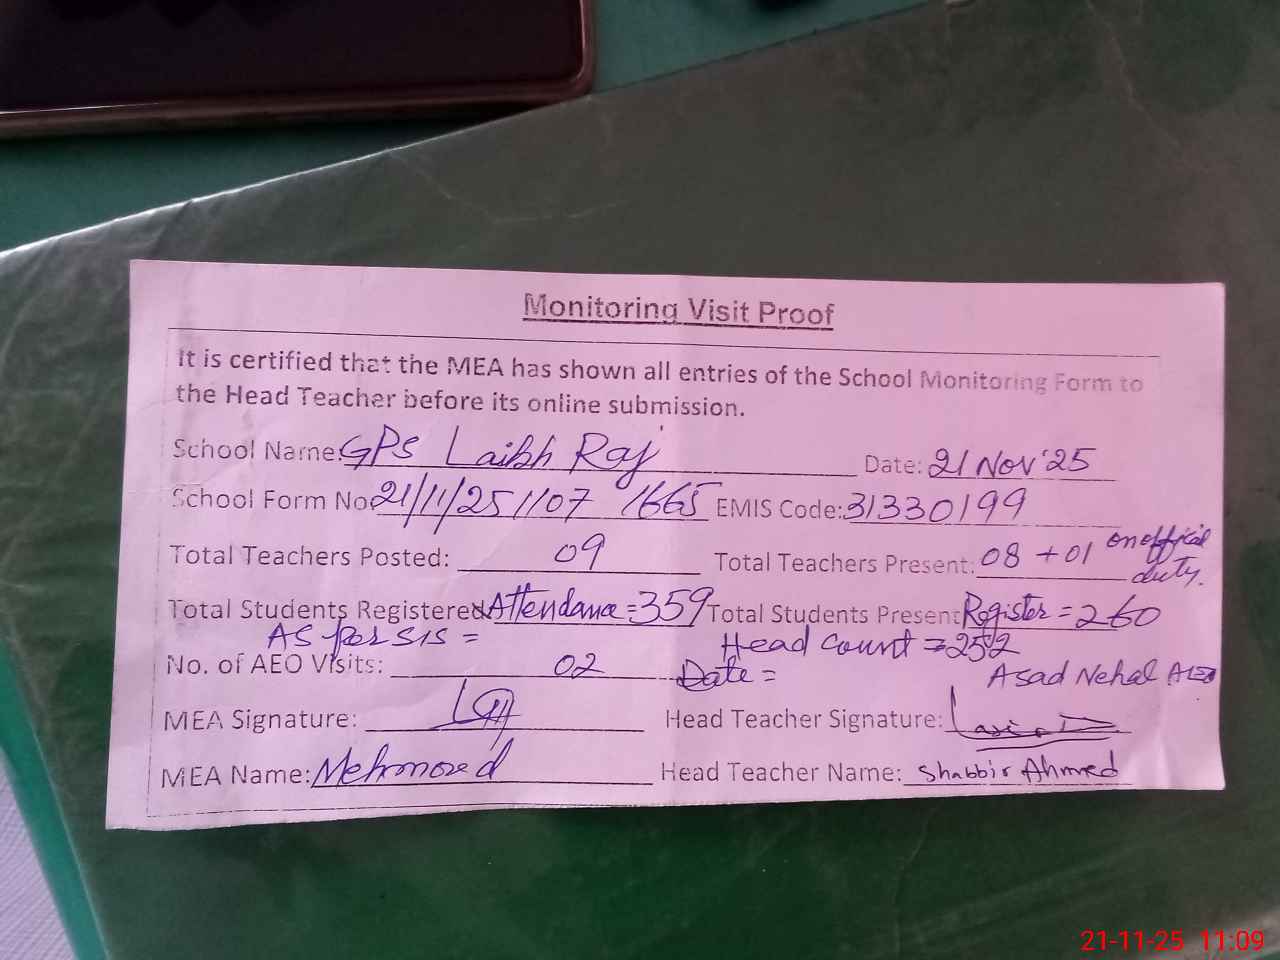 Monitoring Visit Proof
It is certified that the MEA has shown all entries of the School Monitoring Form to
the Head Teacher before its online submission.
School Name: GPS Laikh Raj Date: 21 Nov'25
School Form No 21/11/25 1107 1665 EMIS Code: 31330199
Total Teachers Posted: 09 Total Teachers Present: 08 + 01 on official duty.
Total Students Registered Attendance = 359 Total Students Present Register = 260
As per SIS = Head Count = 252
No. of AEO Visits: 02 Date = Asad Nehal AEO
MEA Signature: Head Teacher Signature:
MEA Name: Mehmood Head Teacher Name: Shabbir Ahmed
21-11-25 11:09